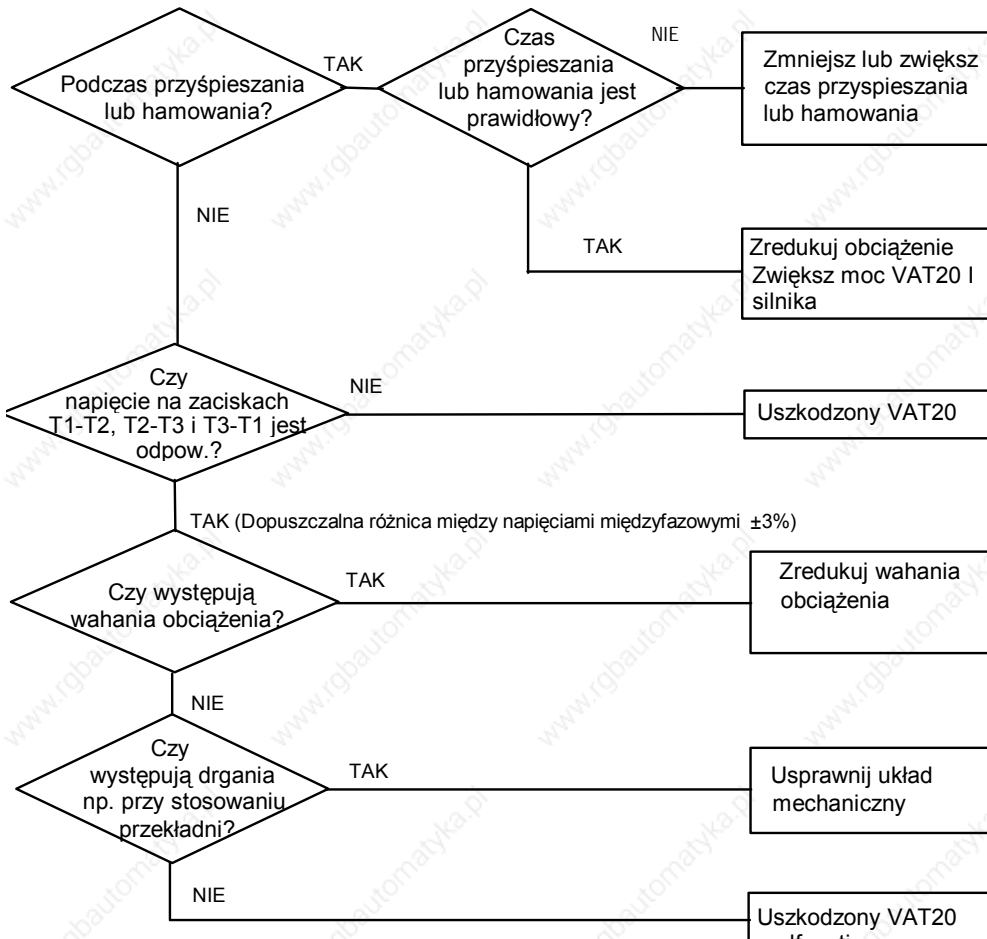 Podczas przyśpieszania
lub hamowania?
TAK
Czas
przyśpieszania
lub hamowania jest
prawidłowy?
NIE
Zmniejsz lub zwiększ
czas przyspieszania
lub hamowania
NIE
TAK
Zredukuj obciążenie
Zwiększ moc VAT20 I
silnika
Czy
napięcie na zaciskach
T1-T2, T2-T3 i T3-T1 jest
odpow.?
NIE
Uszkodzony VAT20
TAK (Dopuszczalna różnica między napięciami międzyfazowymi ±3%)
Czy występują
wahania obciążenia?
TAK
Zredukuj wahania
obciążenia
NIE
Czy
występują drgania
np. przy stosowaniu
przekładni?
TAK
Usprawnij układ
mechaniczny
NIE
Uszkodzony VAT20
www.rgbautomatyka.pl